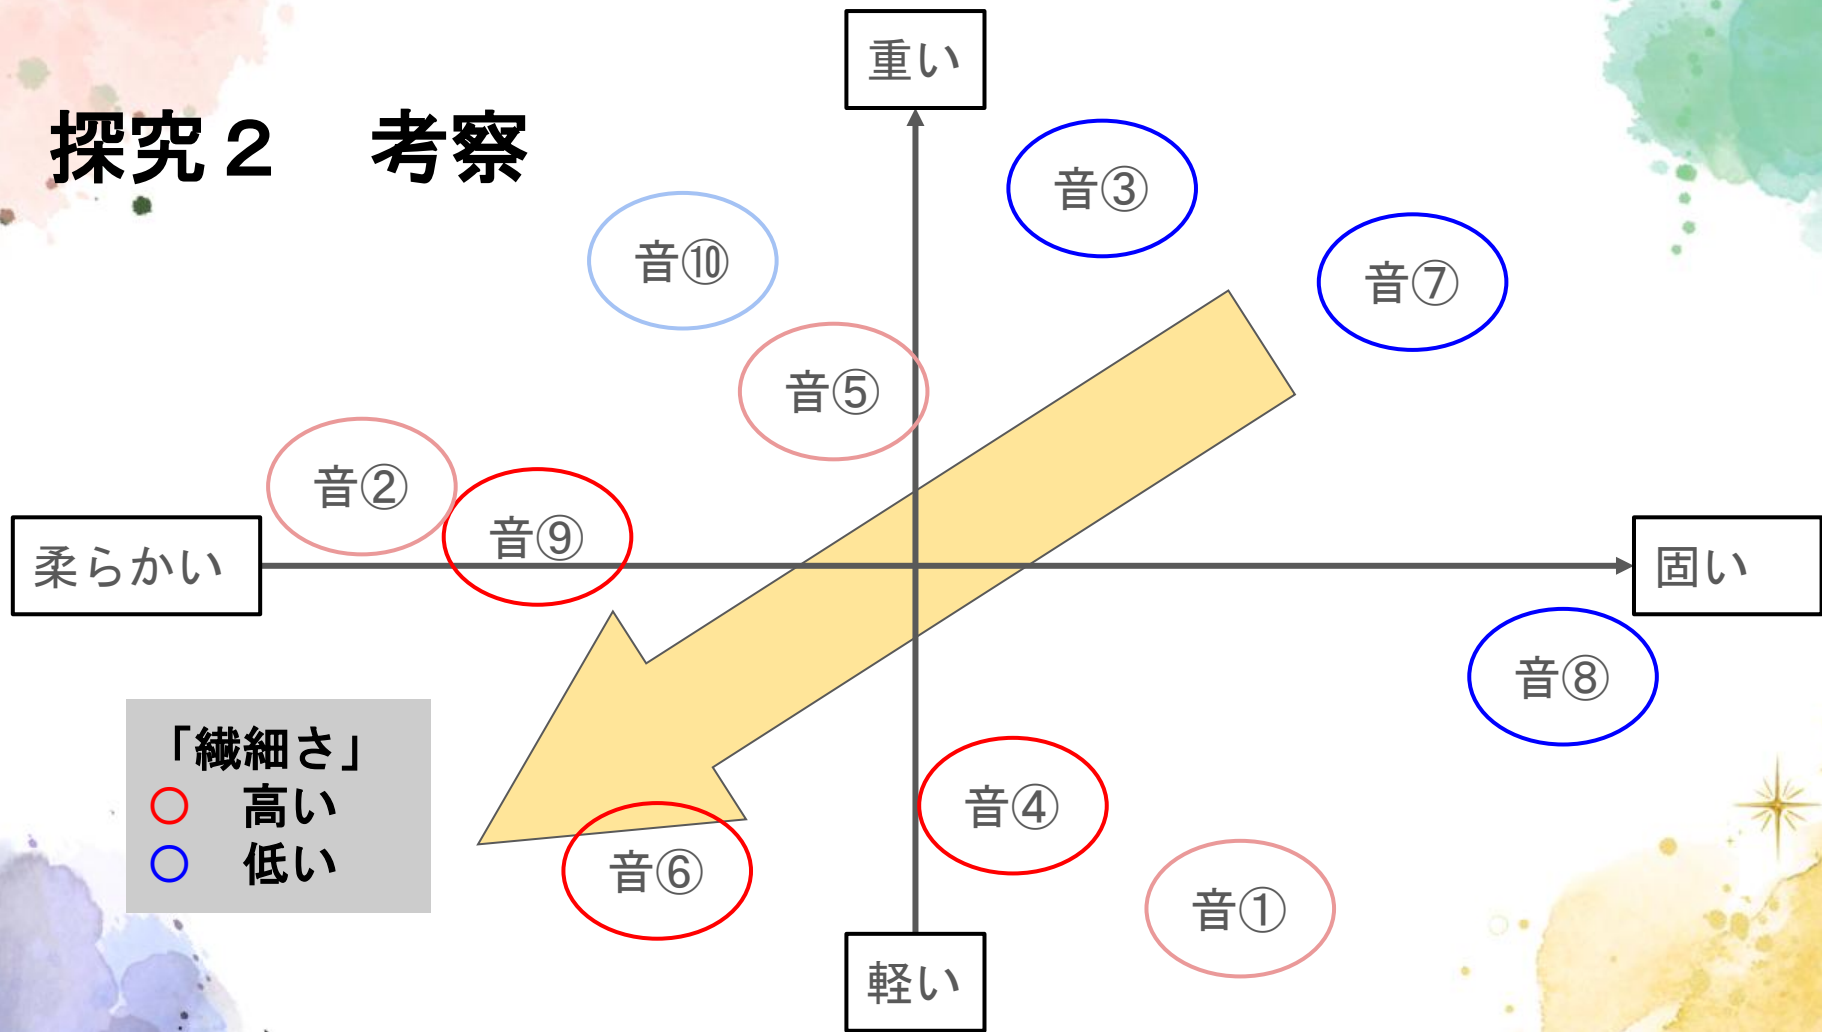 重い
探究２　考察
音③
音⑩
音⑦
音⑤
音②
音⑨
柔らかい
固い
音⑧
「繊細さ」
○　高い
○　低い
音④
音⑥
音①
軽い